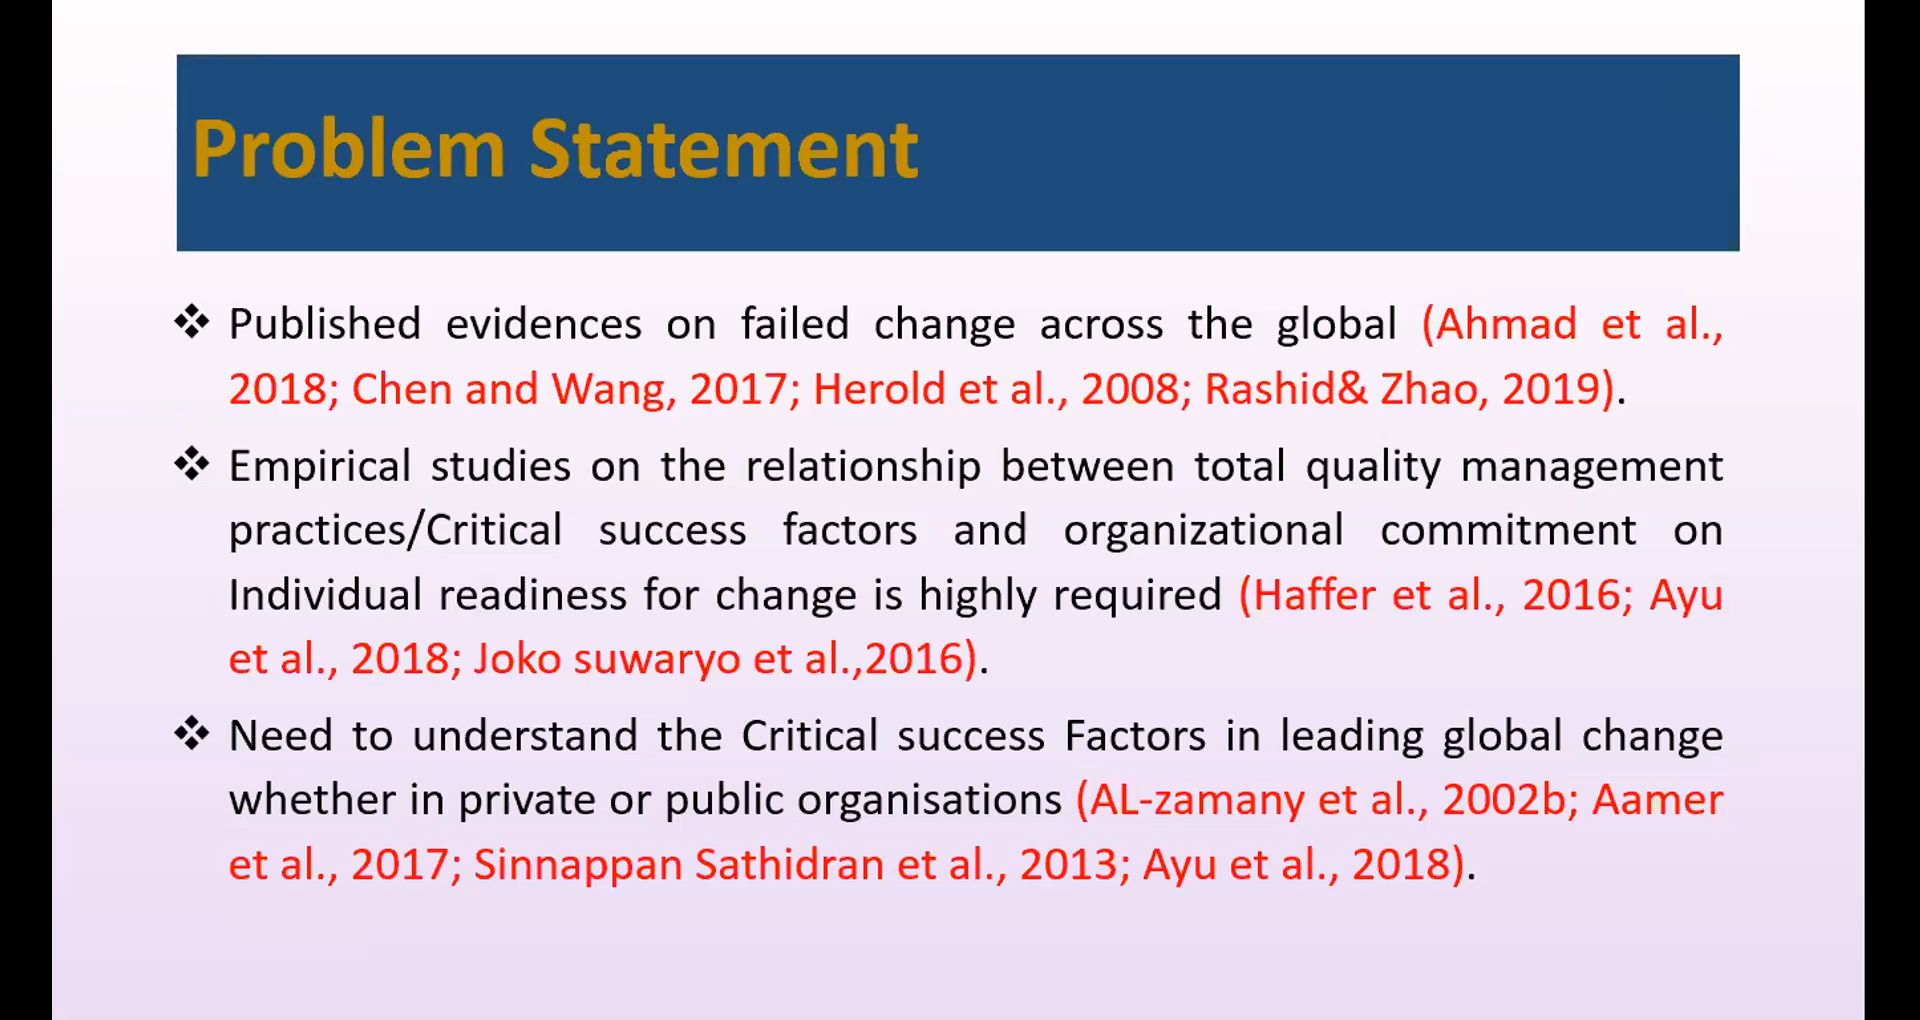 Problem Statement
❖ Published evidences on failed change across the global (Ahmad et al.,
2018; Chen and Wang, 2017; Herold et al., 2008; Rashid& Zhao, 2019).
❖ Empirical studies on the relationship between total quality management
practices/Critical success factors and organizational commitment on
Individual readiness for change is highly required (Haffer et al., 2016; Ayu
et al., 2018; Joko suwaryo et al.,2016).
❖ Need to understand the Critical success Factors in leading global change
whether in private or public organisations (AL-zamany et al., 2002b; Aamer
et al., 2017; Sinnappan Sathidran et al., 2013; Ayu et al., 2018).